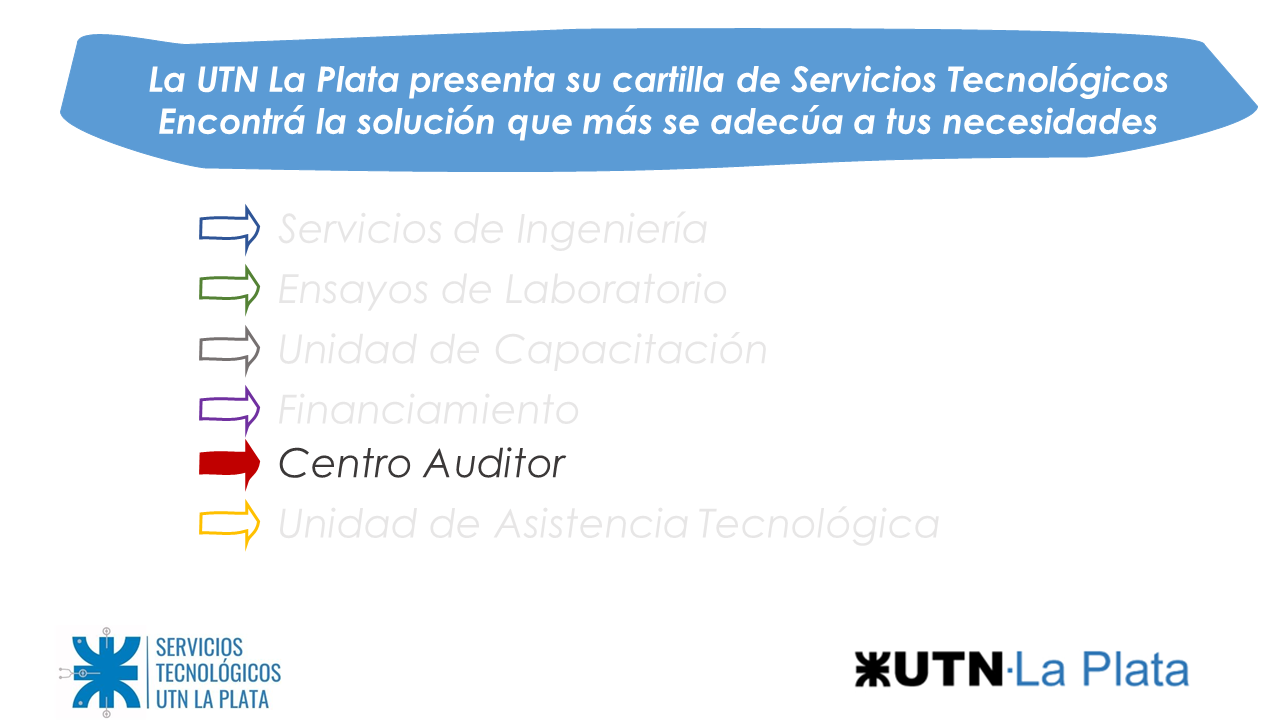 La UTN La Plata presenta su cartilla de Servicios Tecnológicos
Encontrá la solución que más se adecúa a tus necesidades
Servicios de Ingeniería
Ensayos de Laboratorio
Unidad de Capacitación
Financiamiento
Centro Auditor
Unidad de Asistencia Tecnológica
SERVICIOS
TECNOLÓGICOS
UTN LA PLATA
UTN·La Plata